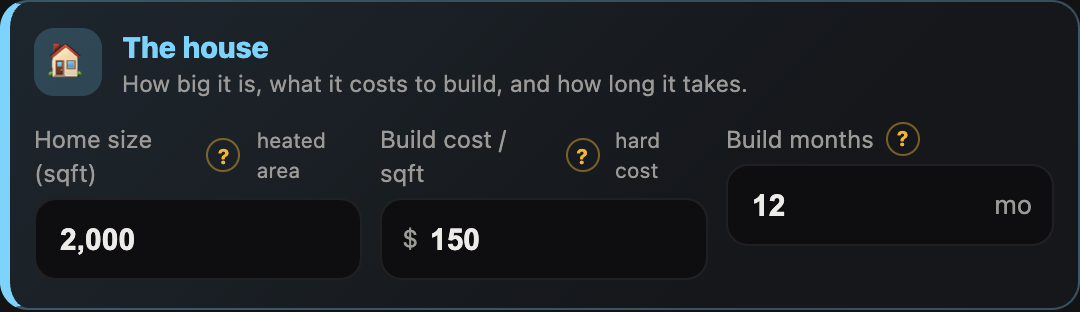 The house
How big it is, what it costs to build, and how long it takes.
Home size
(sqft)
?
heated
area
Build cost /
sqft
?
hard
cost
Build months ?
2,000
$ 150
12 mo